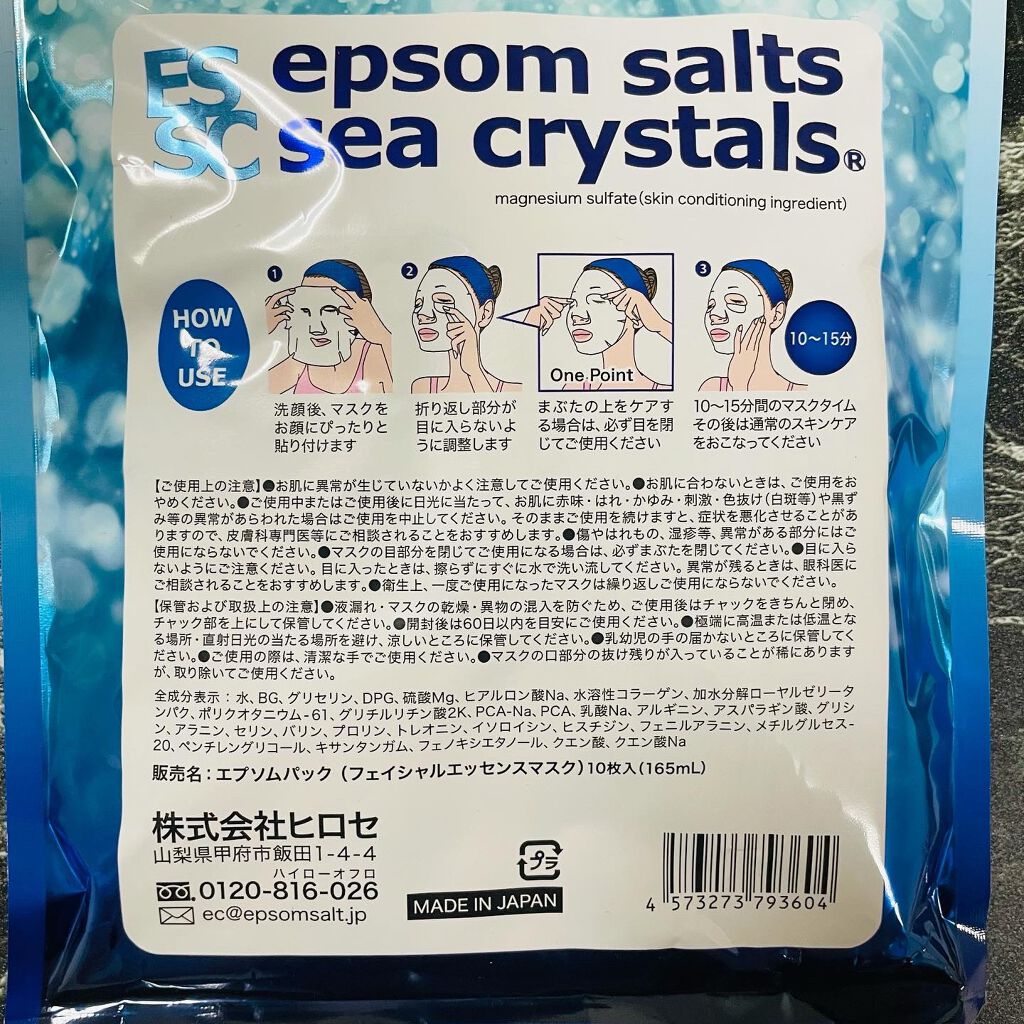 ES
SC
epsom salts
sea crystals®
magnesium sulfate(skin conditioning ingredient)
HOW
TO
USE
1
2
One Point
3
10〜15分
洗顔後、マスクを
お顔にぴったりと
貼り付けます
折り返し部分が
目に入らないよ
うに調整します
まぶたの上をケアす
る場合は、必ず目を閉
じてご使用ください
10〜15分間のマスクタイム
その後は通常のスキンケア
をおこなってください
【ご使用上の注意】●お肌に異常が生じていないかよく注意してご使用ください。●お肌に合わないときは、ご使用をお
やめください。●ご使用中またはご使用後に日光に当たって、お肌に赤味・はれ・かゆみ・刺激・色抜け(白斑等)や黒ず
み等の異常があらわれた場合はご使用を中止してください。そのままご使用を続けますと、症状を悪化させることがあ
りますので、皮膚科専門医等にご相談されることをおすすめします。●傷やはれもの、湿疹等、異常がある部分にはご
使用にならないでください。●マスクの目部分を閉じてご使用になる場合は、必ずまぶたを閉じてください。●目に入ら
ないようにご注意ください。目に入ったときは、擦らずにすぐに水で洗い流してください。異常が残るときは、眼科医に
ご相談されることをおすすめします。●衛生上、一度ご使用になったマスクは繰り返しご使用にならないでください。
【保管および取扱上の注意】●液漏れ・マスクの乾燥・異物の混入を防ぐため、ご使用後はチャックをきちんと閉め、
チャック部を上にして保管してください。●開封後は60日以内を目安にご使用ください。●極端に高温または低温とな
る場所・直射日光の当たる場所を避け、涼しいところに保管してください。●乳幼児の手の届かないところに保管してく
ださい。●ご使用の際は、清潔な手でご使用ください。●マスクの口部分の抜け残りが入っていることが稀にあります
が、取り除いてご使用ください。
全成分表示：水、BG、グリセリン、DPG、硫酸Mg、ヒアルロン酸Na、水溶性コラーゲン、加水分解ローヤルゼリータ
ンパク、ポリクオタニウム-61、グリチルリチン酸2K、PCA-Na、PCA、乳酸Na、アルギニン、アスパラギン酸、グリシ
ン、アラニン、セリン、バリン、プロリン、トレオニン、イソロイシン、ヒスチジン、フェニルアラニン、メチルグルセス-
20、ペンチレングリコール、キサンタンガム、フェノキシエタノール、クエン酸、クエン酸Na
販売名：エプソムパック（フェイシャルエッセンスマスク）10枚入(165mL)
株式会社ヒロセ
山梨県甲府市飯田1-4-4
ハイローオフロ
0120-816-026
ec@epsomsalt.jp
プラ
MADE IN JAPAN
4 573273 793604